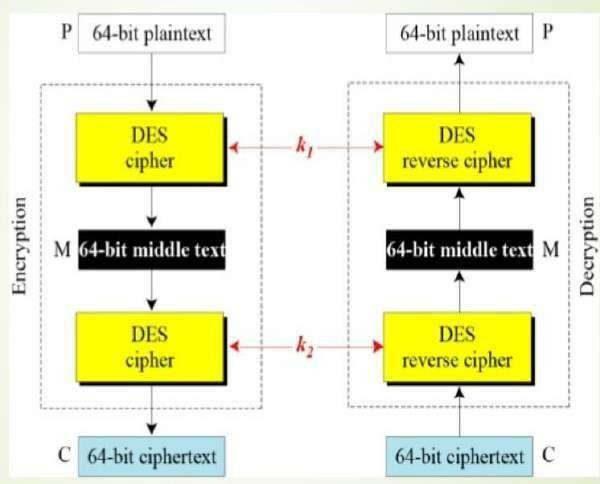 P 64-bit plaintext
64-bit plaintext P
Encryption
DES
cipher
k1
DES
reverse cipher
M 64-bit middle text
64-bit middle text M
DES
cipher
k2
DES
reverse cipher
Decryption
C 64-bit ciphertext
64-bit ciphertext C